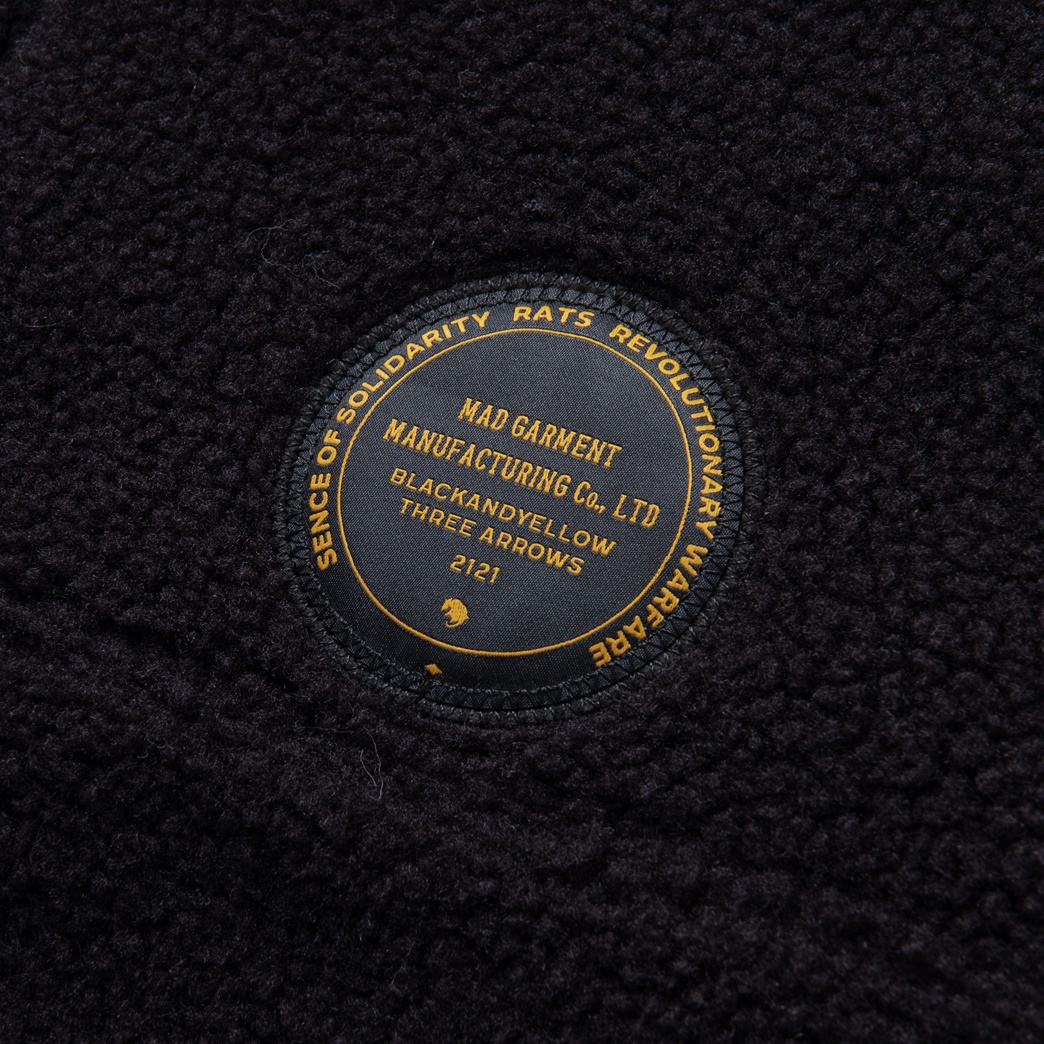 SENCE OF SOLIDARITY RATS REVOLUTIONARY WARFARE
MAD GARMENT
MANUFACTURING Co., LTD
BLACKANDYELLOW
THREE ARROWS
2121